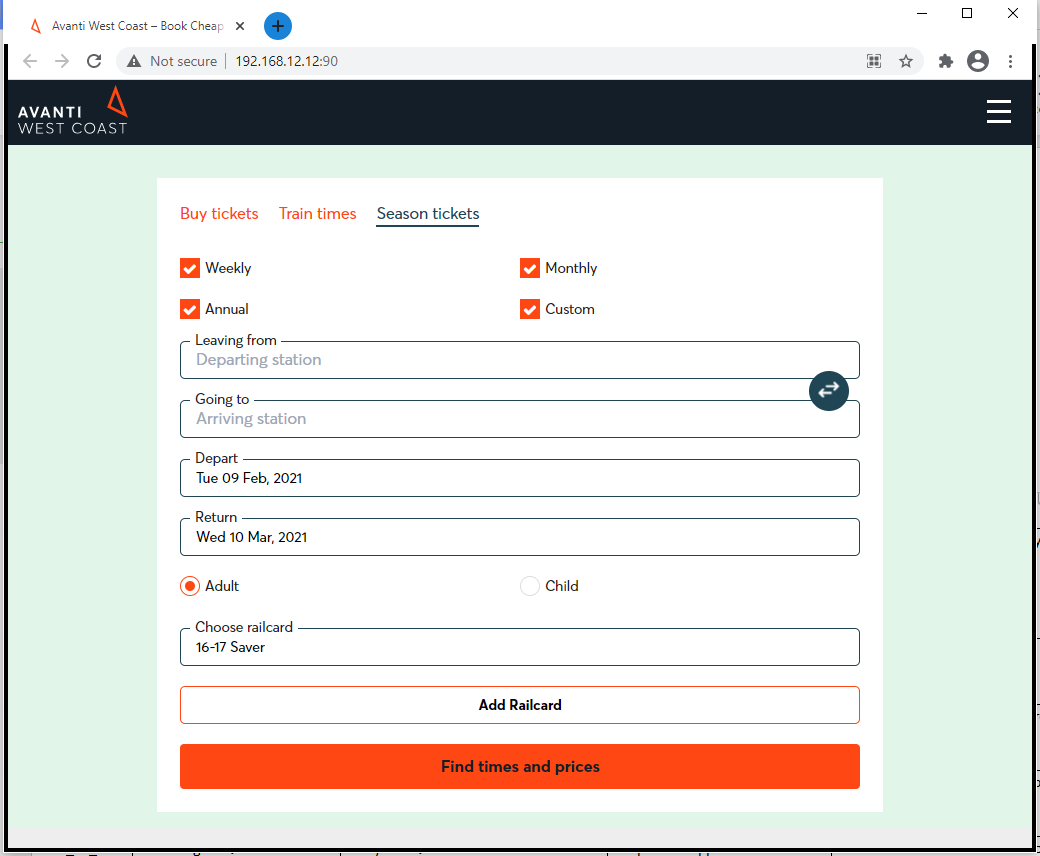 Avanti West Coast – Book Cheap
Not secure | 192.168.12.12:90
AVANTI
WEST COAST
Buy tickets Train times Season tickets
Weekly Monthly
Annual Custom
Leaving from
Departing station
Going to
Arriving station
Depart
Tue 09 Feb, 2021
Return
Wed 10 Mar, 2021
Adult Child
Choose railcard
16-17 Saver
Add Railcard
Find times and prices